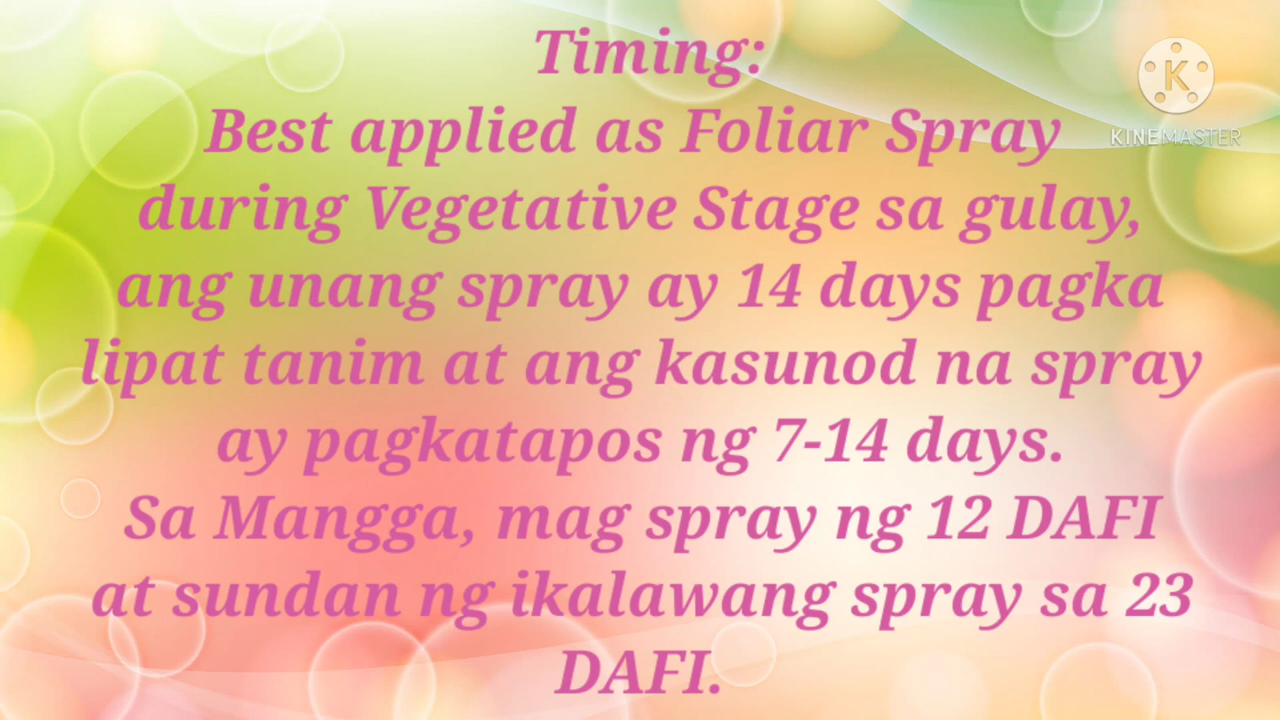 Timing:
Best applied as Foliar Spray
during Vegetative Stage sa gulay,
ang unang spray ay 14 days pagka
lipat tanim at ang kasunod na spray
ay pagkatapos ng 7-14 days.
Sa Mangga, mag spray ng 12 DAFI
at sundan ng ikalawang spray sa 23
DAFI.
K
KINEMASTER